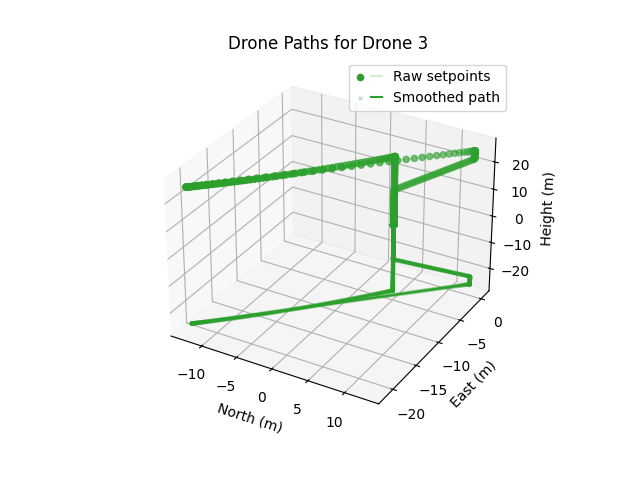 Drone Paths for Drone 3
Raw setpoints
Smoothed path
20
10
0
−10
−20
Height (m)
0
−5
−10
−15
−20
East (m)
−10
−5
0
5
10
North (m)